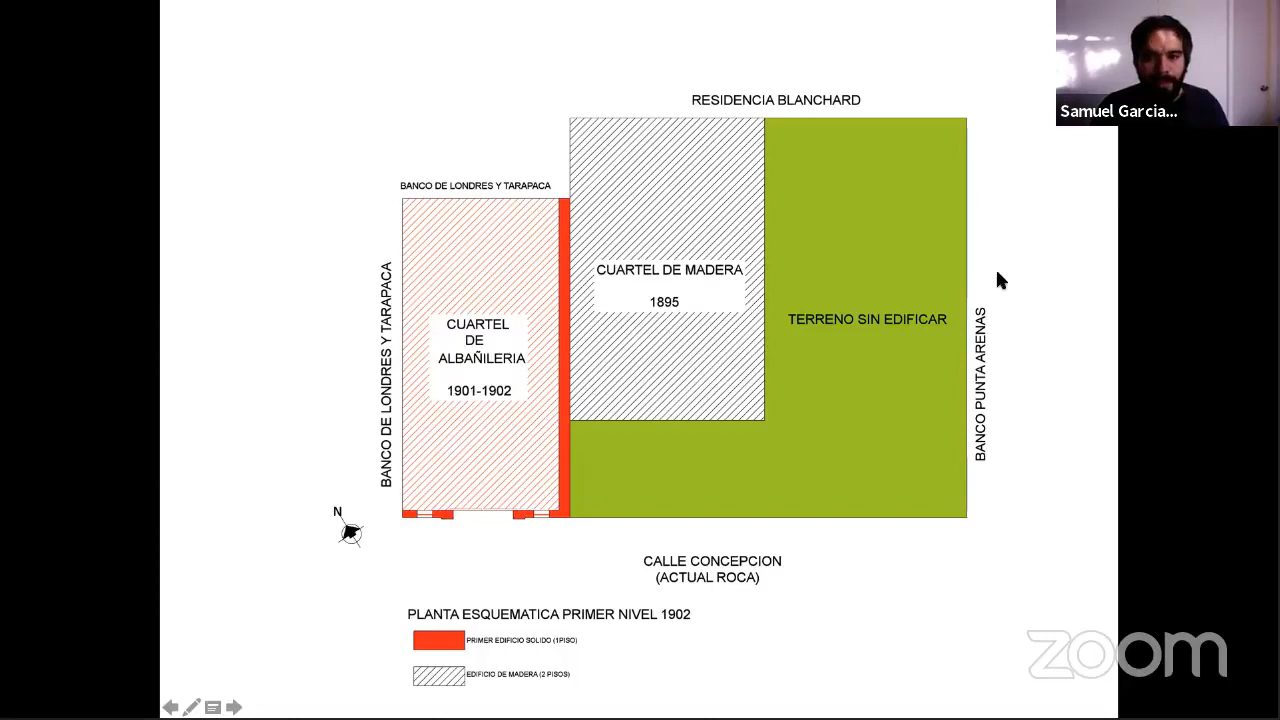 RESIDENCIA BLANCHARD
Samuel Garcia...
BANCO DE LONDRES Y TARAPACA
BANCO DE LONDRES Y TARAPACA
CUARTEL DE MADERA
1895
CUARTEL
DE
ALBAÑILERIA
1901-1902
TERRENO SIN EDIFICAR
BANCO PUNTA ARENAS
N
CALLE CONCEPCION
(ACTUAL ROCA)
PLANTA ESQUEMATICA PRIMER NIVEL 1902
PRIMER EDIFICIO SOLIDO (1PISO)
EDIFICIO DE MADERA (2 PISOS)
zoom